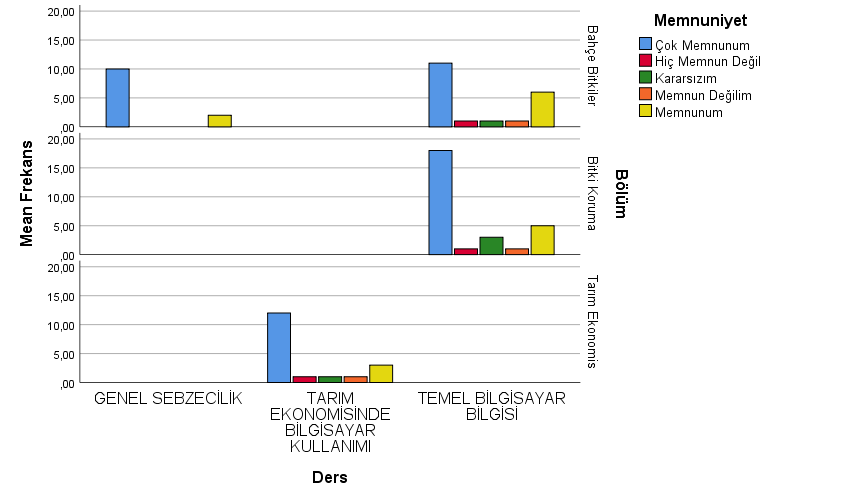 Mean Frekans
20,00
15,00
10,00
5,00
,00
20,00
15,00
10,00
5,00
,00
20,00
15,00
10,00
5,00
,00
Bahçe Bitkiler
Bitki Koruma
Tarım Ekonomis
Bölüm
GENEL SEBZECİLİK
TARIM
EKONOMİSİNDE
BİLGİSAYAR
KULLANIMI
TEMEL BİLGİSAYAR
BİLGİSİ
Ders
Memnuniyet
Çok Memnunum
Hiç Memnun Değil
Kararsızım
Memnun Değilim
Memnunum